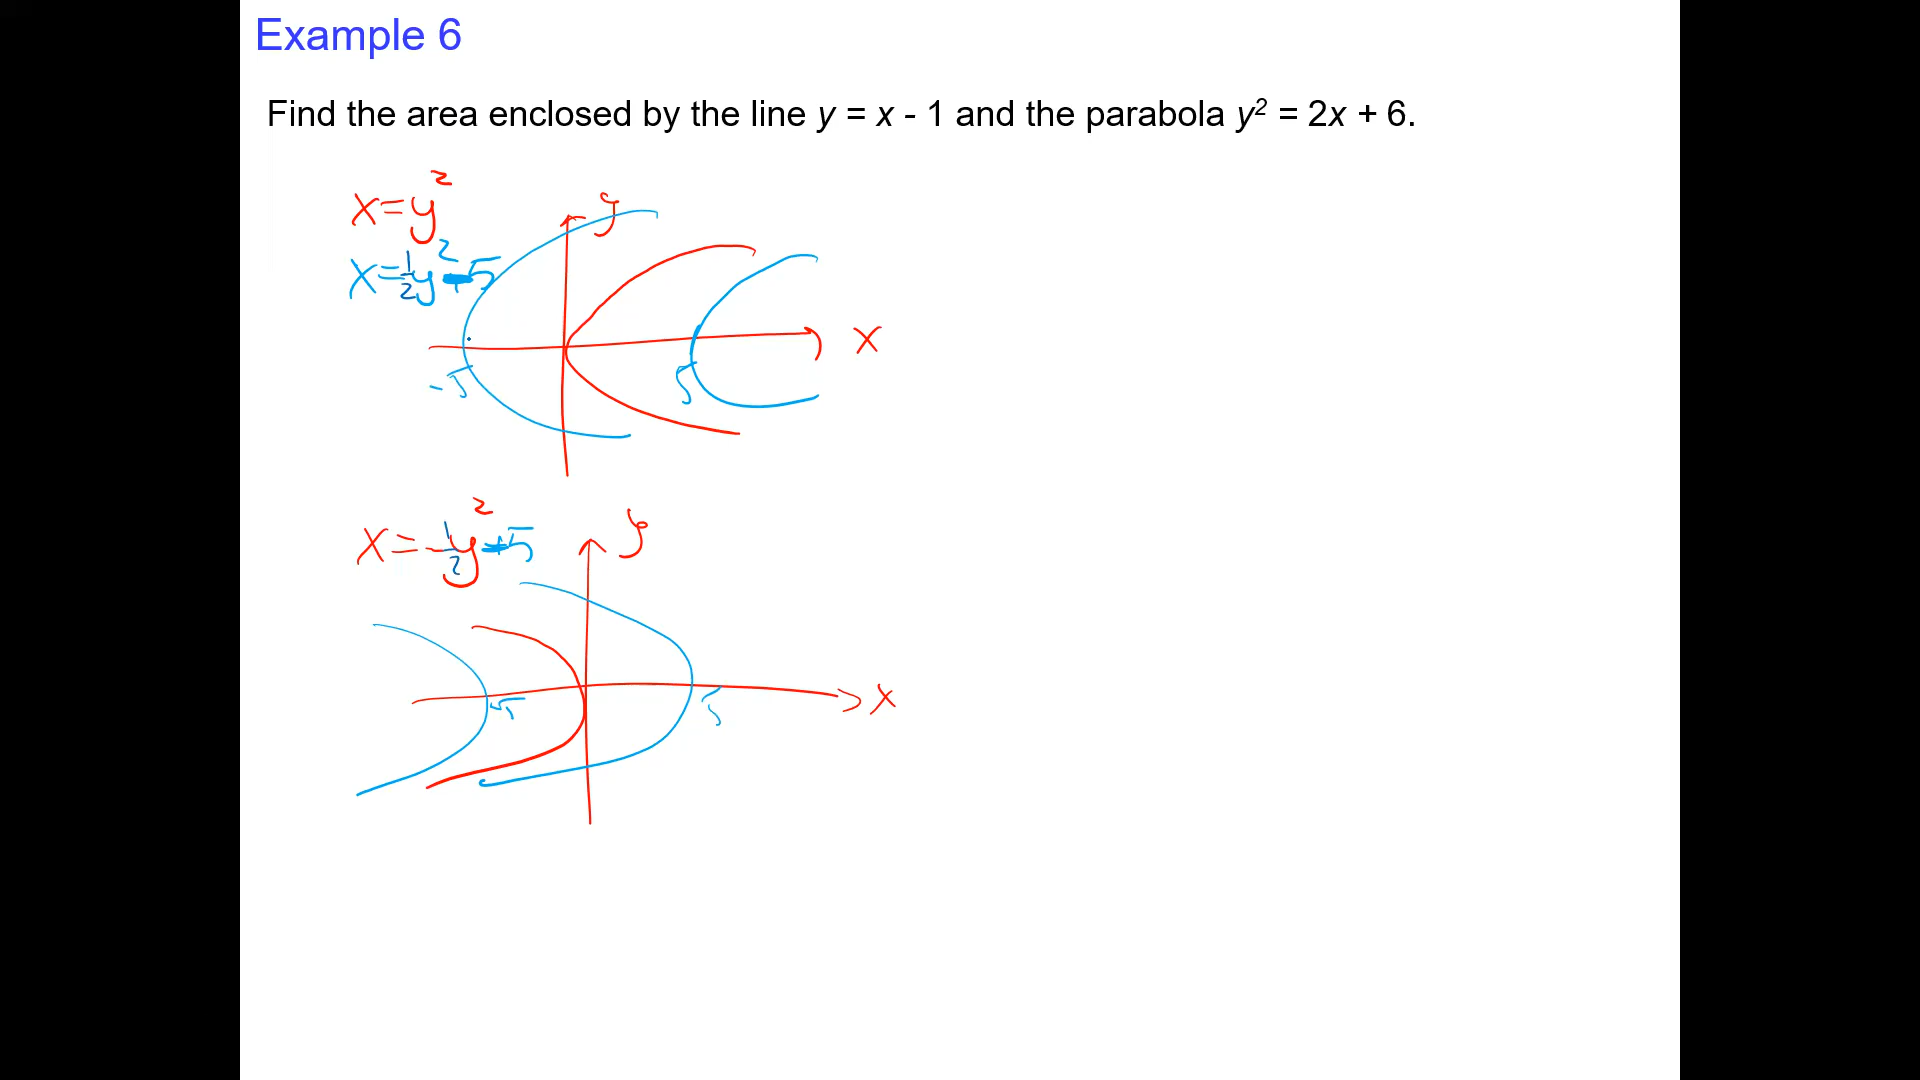 Example 6
Find the area enclosed by the line y = x - 1 and the parabola y² = 2x + 6.
x = y²
y
x = ½y² - 5
x
-5
5
x = -½y² + 5
y
-5
5
x